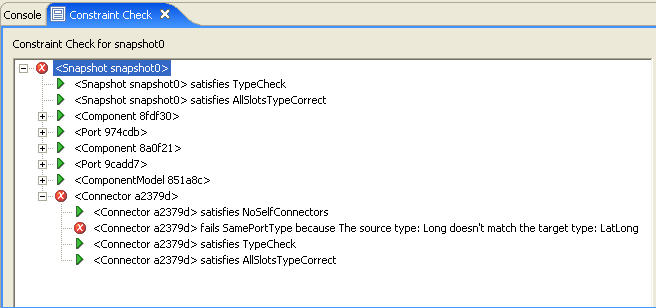 Console Constraint Check
Constraint Check for snapshot0
<Snapshot snapshot0>
<Snapshot snapshot0> satisfies TypeCheck
<Snapshot snapshot0> satisfies AllSlotsTypeCorrect
<Component 8fdf30>
<Port 974cdb>
<Component 8a0f21>
<Port 9cadd7>
<ComponentModel 851a8c>
<Connector a2379d>
<Connector a2379d> satisfies NoSelfConnectors
<Connector a2379d> fails SamePortType because The source type: Long doesn't match the target type: LatLong
<Connector a2379d> satisfies TypeCheck
<Connector a2379d> satisfies AllSlotsTypeCorrect